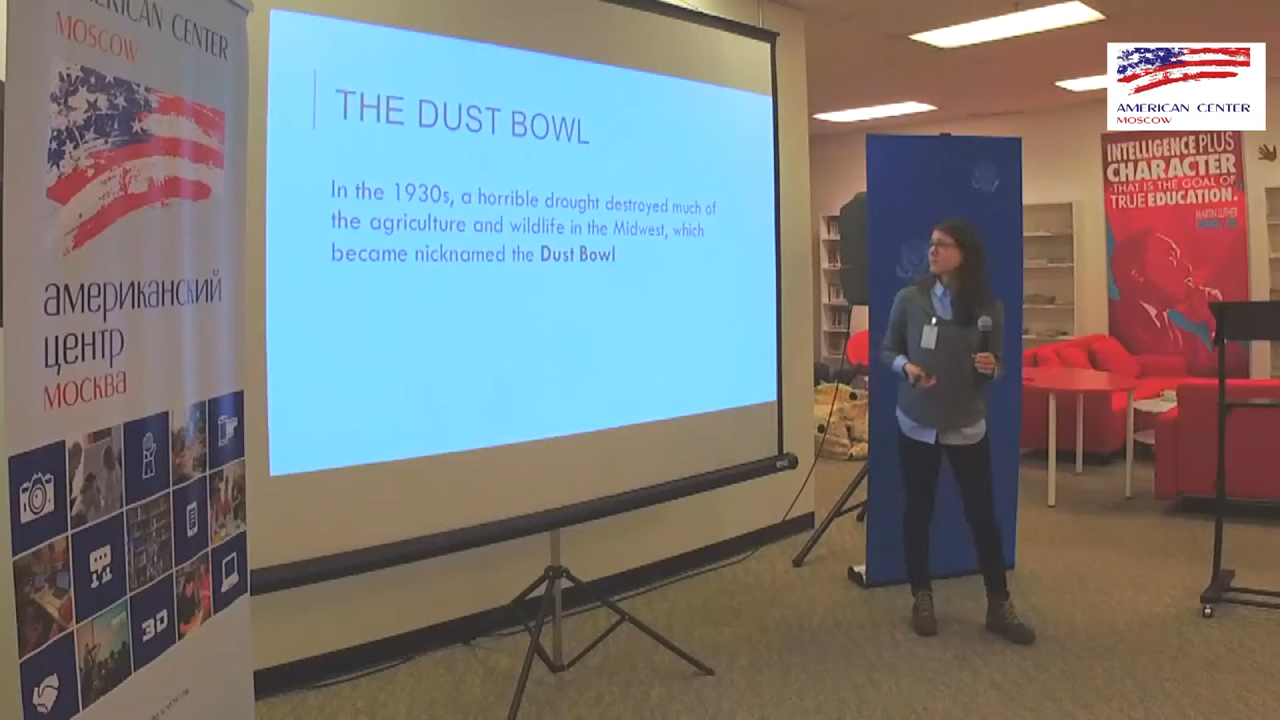 AMERICAN CENTER
MOSCOW
американский
центр
москва
3D
THE DUST BOWL
In the 1930s, a horrible drought destroyed much of
the agriculture and wildlife in the Midwest, which
became nicknamed the Dust Bowl
AMERICAN CENTER
MOSCOW
INTELLIGENCE PLUS
CHARACTER
-THAT IS THE GOAL OF
TRUE EDUCATION.
MARTIN LUTHER